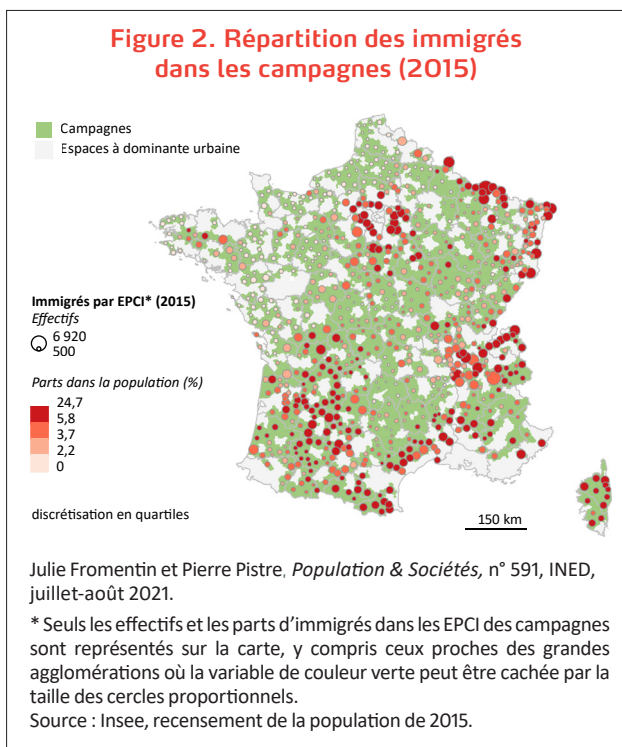 Figure 2. Répartition des immigrés
dans les campagnes (2015)
Campagnes
Espaces à dominante urbaine
Immigrés par EPCI* (2015)
Effectifs
6 920
500
Parts dans la population (%)
24,7
5,8
3,7
2,2
0
discrétisation en quartiles
150 km
Julie Fromentin et Pierre Pistre, Population & Sociétés, n° 591, INED,
juillet-août 2021.
* Seuls les effectifs et les parts d’immigrés dans les EPCI des campagnes
sont représentés sur la carte, y compris ceux proches des grandes
agglomérations où la variable de couleur verte peut être cachée par la
taille des cercles proportionnels.
Source : Insee, recensement de la population de 2015.